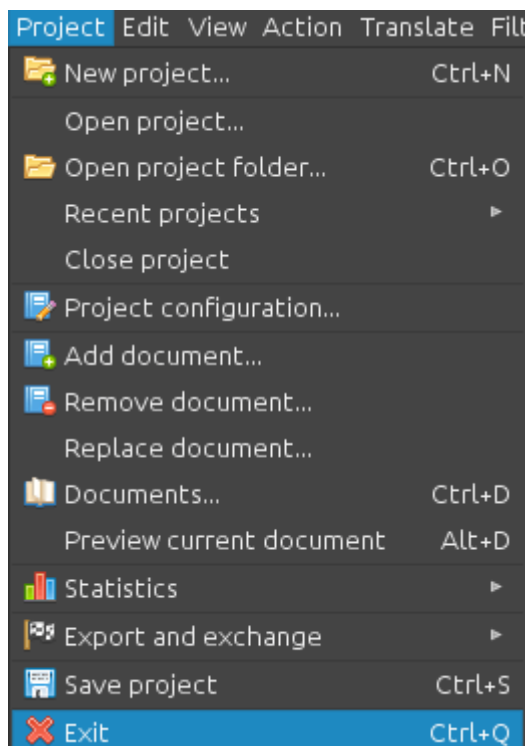 Project Edit View Action Translate Filt
New project... Ctrl+N
Open project...
Open project folder... Ctrl+O
Recent projects
Close project
Project configuration...
Add document...
Remove document...
Replace document...
Documents... Ctrl+D
Preview current document Alt+D
Statistics
Export and exchange
Save project Ctrl+S
Exit Ctrl+Q